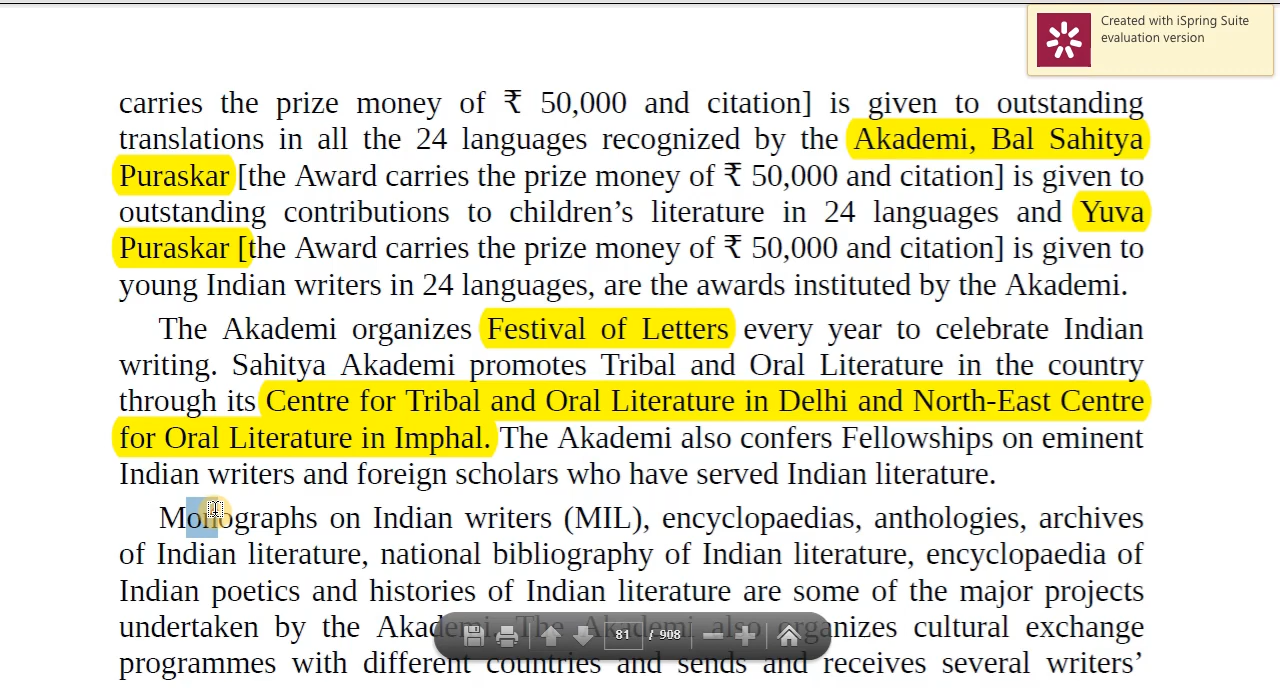 Created with iSpring Suite
evaluation version
carries the prize money of ₹ 50,000 and citation] is given to outstanding
translations in all the 24 languages recognized by the Akademi, Bal Sahitya
Puraskar [the Award carries the prize money of ₹ 50,000 and citation] is given to
outstanding contributions to children’s literature in 24 languages and Yuva
Puraskar [the Award carries the prize money of ₹ 50,000 and citation] is given to
young Indian writers in 24 languages, are the awards instituted by the Akademi.
The Akademi organizes Festival of Letters every year to celebrate Indian
writing. Sahitya Akademi promotes Tribal and Oral Literature in the country
through its Centre for Tribal and Oral Literature in Delhi and North-East Centre
for Oral Literature in Imphal. The Akademi also confers Fellowships on eminent
Indian writers and foreign scholars who have served Indian literature.
Monographs on Indian writers (MIL), encyclopaedias, anthologies, archives
of Indian literature, national bibliography of Indian literature, encyclopaedia of
Indian poetics and histories of Indian literature are some of the major projects
undertaken by the Akademi. The Akademi also organizes cultural exchange
programmes with different countries and sends and receives several writers’
81 / 908